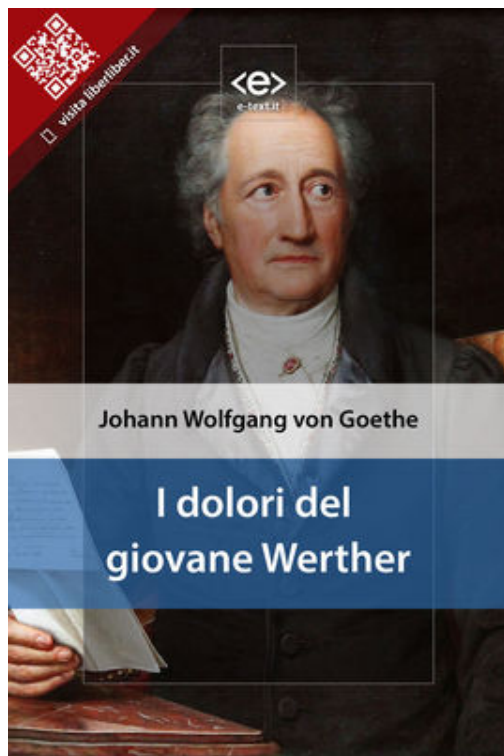 visita liberliber.it
<e>
e-text.it
Johann Wolfgang von Goethe
I dolori del
giovane Werther